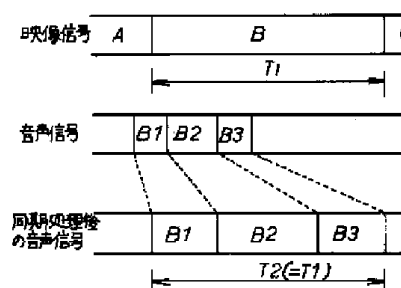 映像信号 A B
T1
音声信号 B1 B2 B3
同期処理後
の音声信号 B1 B2 B3
T2(=T1)